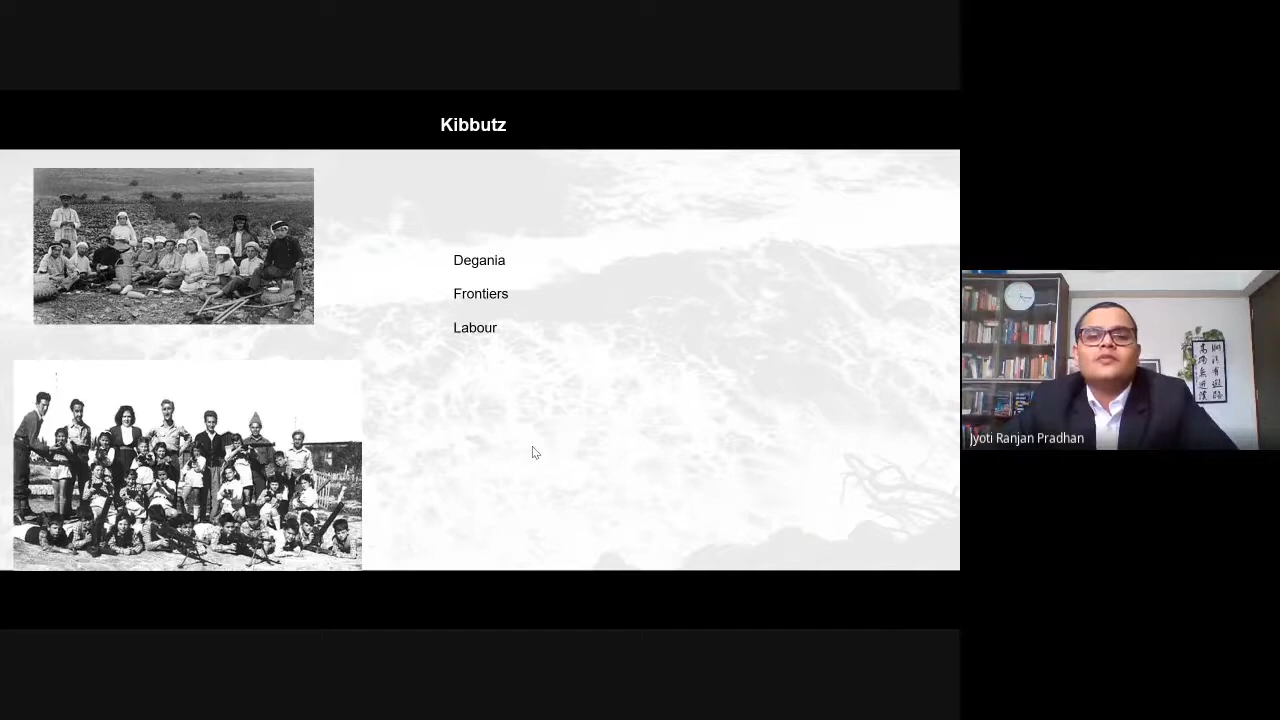 Kibbutz
Degania
Frontiers
Labour
Jyoti Ranjan Pradhan